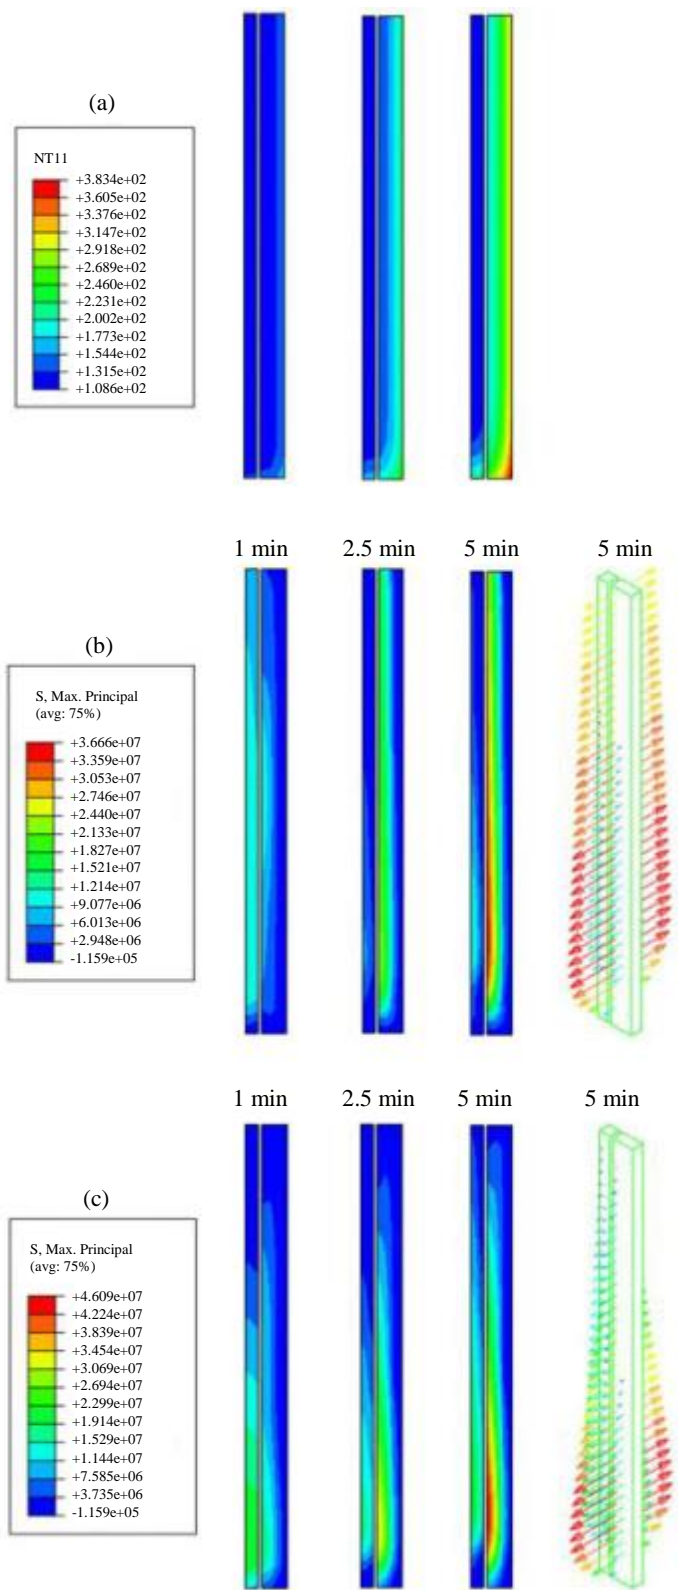 (a)
NT11
+3.834e+02
+3.605e+02
+3.376e+02
+3.147e+02
+2.918e+02
+2.689e+02
+2.460e+02
+2.231e+02
+2.002e+02
+1.773e+02
+1.544e+02
+1.315e+02
+1.086e+02
1 min 2.5 min 5 min 5 min
(b)
S, Max. Principal
(avg: 75%)
+3.666e+07
+3.359e+07
+3.053e+07
+2.746e+07
+2.440e+07
+2.133e+07
+1.827e+07
+1.521e+07
+1.214e+07
+9.077e+06
+6.013e+06
+2.948e+06
-1.159e+05
1 min 2.5 min 5 min 5 min
(c)
S, Max. Principal
(avg: 75%)
+4.609e+07
+4.224e+07
+3.839e+07
+3.454e+07
+3.069e+07
+2.694e+07
+2.299e+07
+1.914e+07
+1.529e+07
+1.144e+07
+7.585e+06
+3.735e+06
-1.159e+05